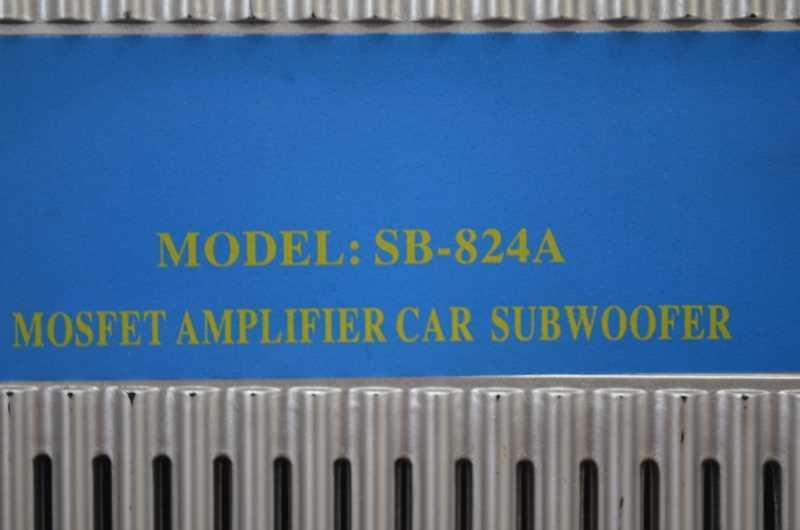 MODEL: SB-824A
MOSFET AMPLIFIER CAR SUBWOOFER